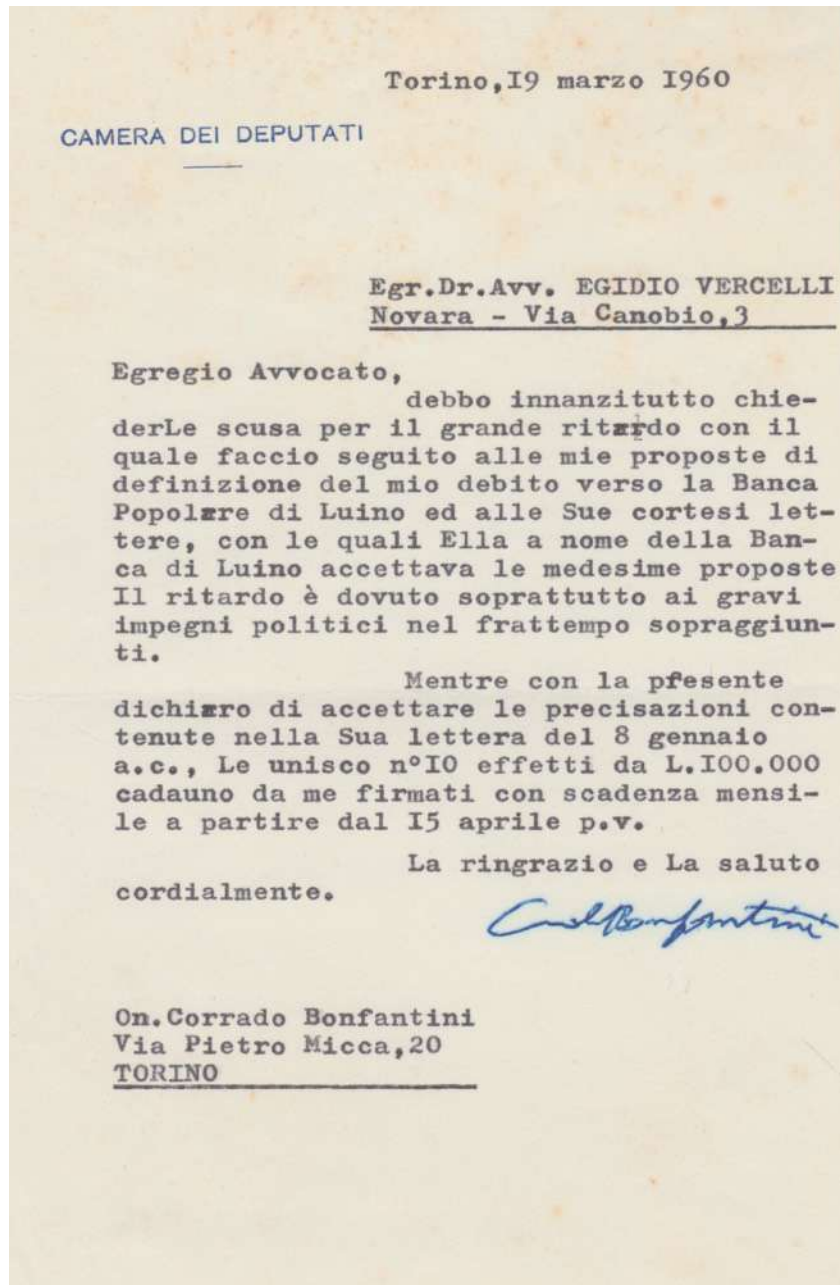 Torino,I9 marzo I960
CAMERA DEI DEPUTATI
Egr.Dr.Avv. EGIDIO VERCELLI
Novara - Via Canobio,3
Egregio Avvocato,
debbo innanzitutto chie-
derLe scusa per il grande ritardo con il
quale faccio seguito alle mie proposte di
definizione del mio debito verso la Banca
Popolare di Luino ed alle Sue cortesi let-
tere, con le quali Ella a nome della Ban-
ca di Luino accettava le medesime proposte
Il ritardo è dovuto soprattutto ai gravi
impegni politici nel frattempo sopraggiun-
ti.
Mentre con la presente
dichiaro di accettare le precisazioni con-
tenute nella Sua lettera del 8 gennaio
a.c., Le unisco n°IO effetti da L.IOO.000
cadauno da me firmati con scadenza mensi-
le a partire dal I5 aprile p.v.
La ringrazio e La saluto
cordialmente.
Corrado Bonfantini
On.Corrado Bonfantini
Via Pietro Micca,20
TORINO